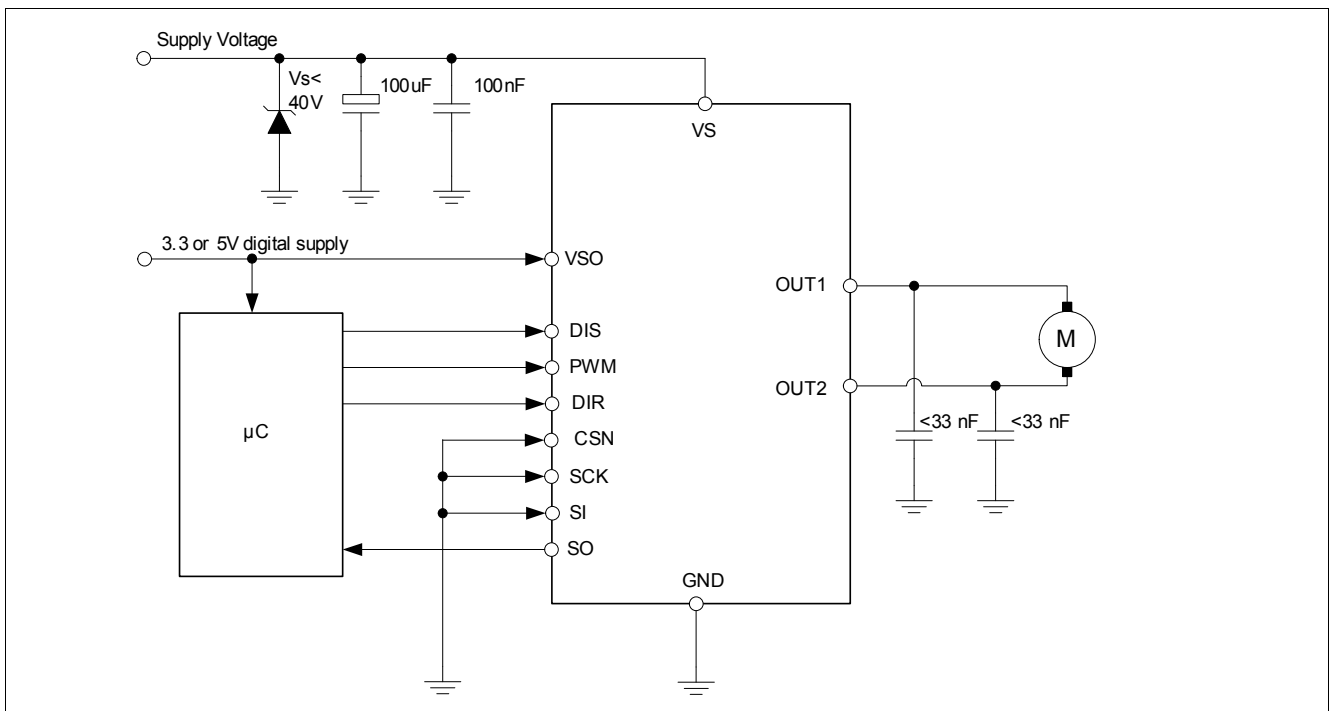 Supply Voltage
Vs<
40V
100uF
100nF
VS
3.3 or 5V digital supply
VSO
OUT1
DIS
M
PWM
OUT2
DIR
<33 nF
<33 nF
µC
CSN
SCK
SI
SO
GND